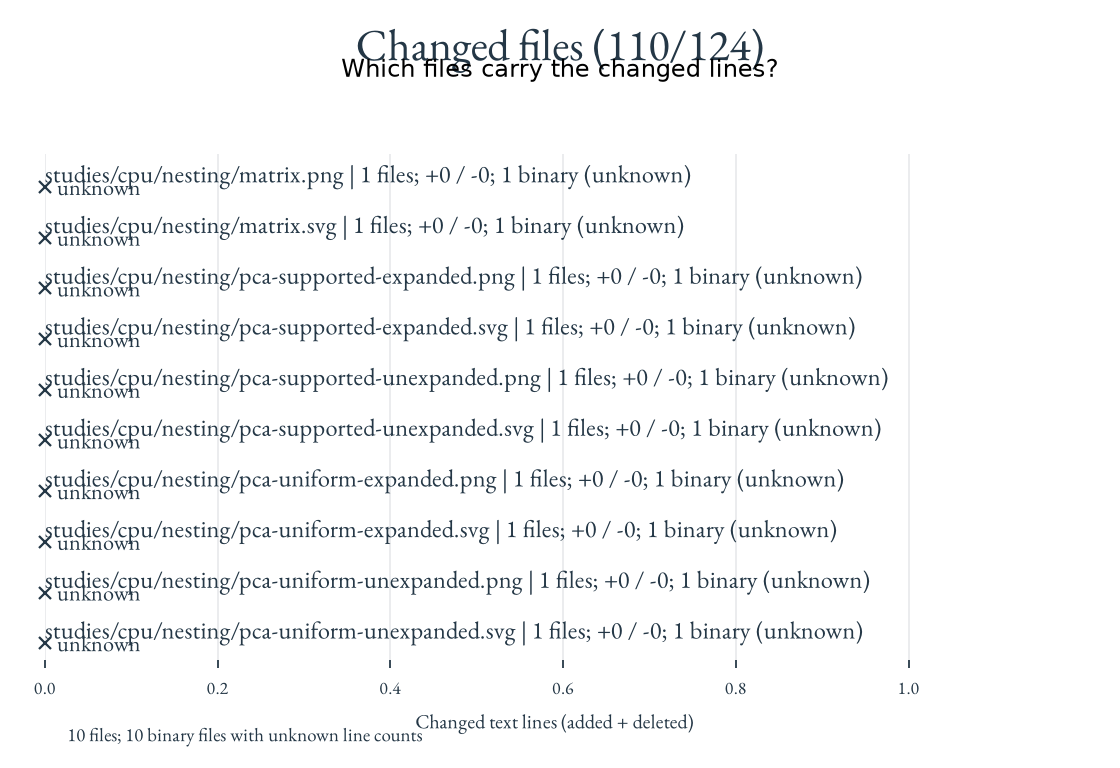 Changed files (110/124)
Which files carry the changed lines?
studies/cpu/nesting/matrix.png | 1 files; +0 / -0; 1 binary (unknown)
unknown
studies/cpu/nesting/matrix.svg | 1 files; +0 / -0; 1 binary (unknown)
unknown
studies/cpu/nesting/pca-supported-expanded.png | 1 files; +0 / -0; 1 binary (unknown)
unknown
studies/cpu/nesting/pca-supported-expanded.svg | 1 files; +0 / -0; 1 binary (unknown)
unknown
studies/cpu/nesting/pca-supported-unexpanded.png | 1 files; +0 / -0; 1 binary (unknown)
unknown
studies/cpu/nesting/pca-supported-unexpanded.svg | 1 files; +0 / -0; 1 binary (unknown)
unknown
studies/cpu/nesting/pca-uniform-expanded.png | 1 files; +0 / -0; 1 binary (unknown)
unknown
studies/cpu/nesting/pca-uniform-expanded.svg | 1 files; +0 / -0; 1 binary (unknown)
unknown
studies/cpu/nesting/pca-uniform-unexpanded.png | 1 files; +0 / -0; 1 binary (unknown)
unknown
studies/cpu/nesting/pca-uniform-unexpanded.svg | 1 files; +0 / -0; 1 binary (unknown)
unknown
0.0 0.2 0.4 0.6 0.8 1.0
Changed text lines (added + deleted)
10 files; 10 binary files with unknown line counts